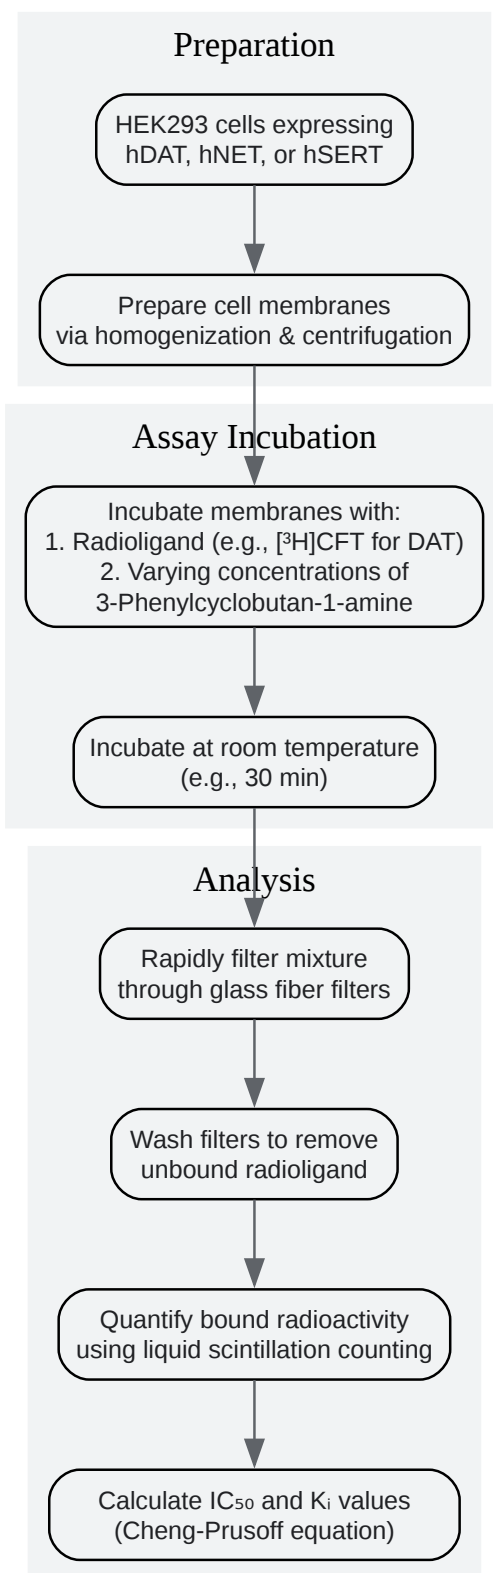 Preparation
HEK293 cells expressing
hDAT, hNET, or hSERT
Prepare cell membranes
via homogenization & centrifugation
Assay Incubation
Incubate membranes with:
1. Radioligand (e.g., [³H]CFT for DAT)
2. Varying concentrations of
3-Phenylcyclobutan-1-amine
Incubate at room temperature
(e.g., 30 min)
Analysis
Rapidly filter mixture
through glass fiber filters
Wash filters to remove
unbound radioligand
Quantify bound radioactivity
using liquid scintillation counting
Calculate IC₅₀ and Kᵢ values
(Cheng-Prusoff equation)